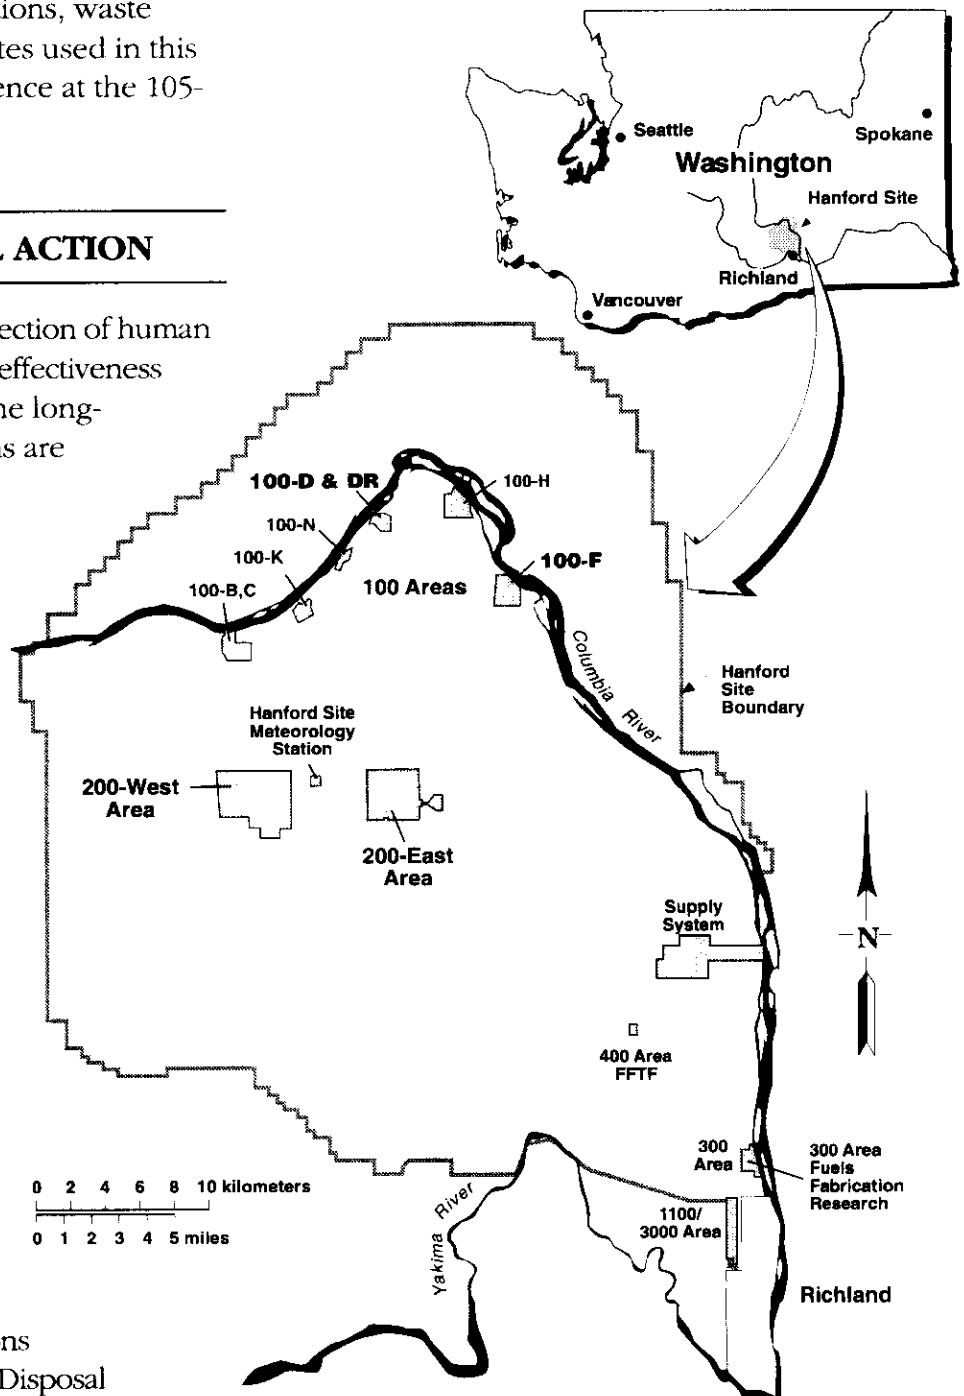 ions, waste
tes used in this
ence at the 105-
L ACTION
ection of human
effectiveness
ne long-
ns are
Seattle
Spokane
Washington
Hanford Site
Richland
Vancouver
100-D & DR
100-H
100-N
100-F
100-K
100 Areas
100-B,C
Columbia River
Hanford
Site
Boundary
Hanford Site
Meteorology
Station
200-West
Area
200-East
Area
Supply
System
N
400 Area
FFTF
300
Area
300 Area
Fuels
Fabrication
Research
0 2 4 6 8 10 kilometers
0 1 2 3 4 5 miles
Yakima River
1100/
3000 Area
Richland
ons
Disposal